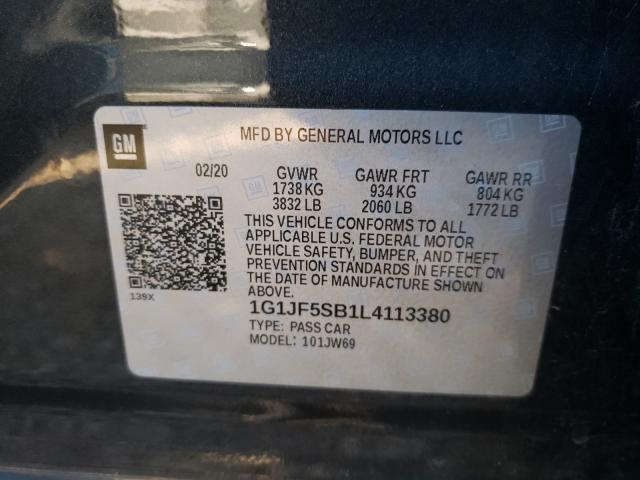 GM
MFD BY GENERAL MOTORS LLC
02/20 GVWR GAWR FRT GAWR RR
1738 KG 934 KG 804 KG
3832 LB 2060 LB 1772 LB
THIS VEHICLE CONFORMS TO ALL
APPLICABLE U.S. FEDERAL MOTOR
VEHICLE SAFETY, BUMPER, AND THEFT
PREVENTION STANDARDS IN EFFECT ON THE
DATE OF MANUFACTURE SHOWN
ABOVE.
139X
1G1JF5SB1L4113380
TYPE: PASS CAR
MODEL: 101JW69